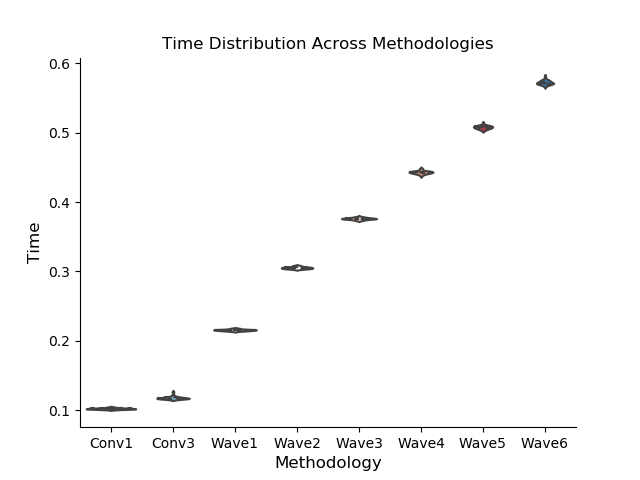 Time Distribution Across Methodologies
0.6
0.5
0.4
0.3
0.2
0.1
Time
Conv1 Conv3 Wave1 Wave2 Wave3 Wave4 Wave5 Wave6
Methodology